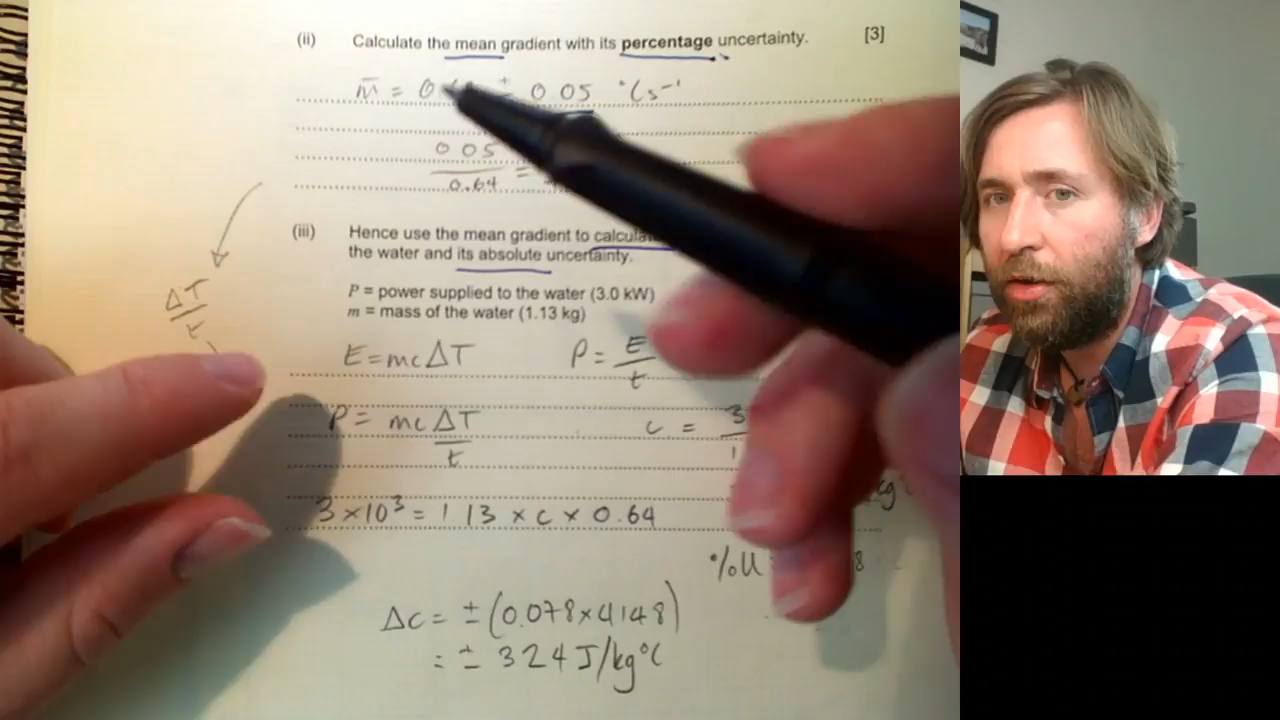 (ii) Calculate the mean gradient with its percentage uncertainty. [3]
m̄ = 0 ± 0 05 °C s⁻¹
0 05
0.64 =
(iii) Hence use the mean gradient to
the water and its absolute uncertainty.
P = power supplied to the water (3.0 kW)
m = mass of the water (1.13 kg)
ΔT
t
E = mcΔT P = E
t
P = mcΔT c = 3
t 1
3 × 10³ = 1 13 × c × 0.64
%U 8
Δc = ± (0.078 × 4148)
= ± 324 J/kg°C